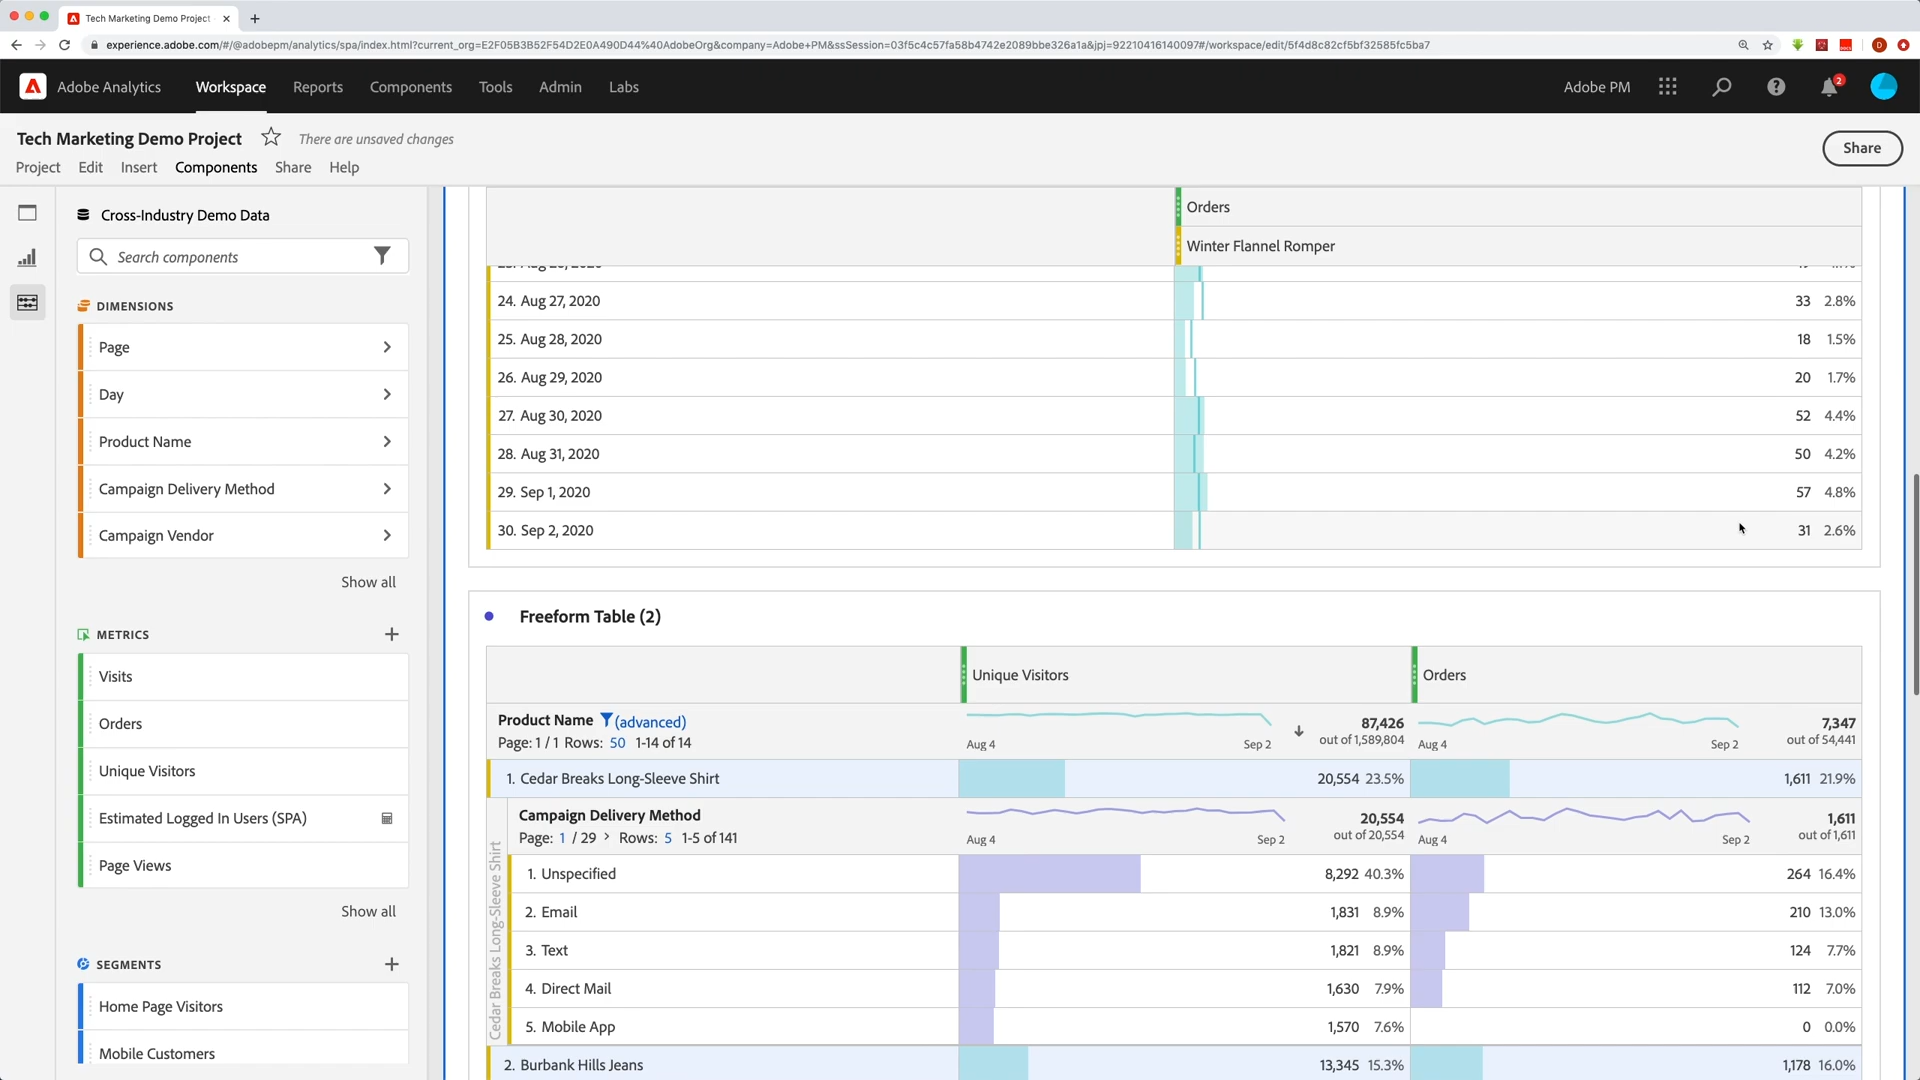 Tech Marketing Demo Project
experience.adobe.com/#/@adobepm/analytics/spa/index.html?current_org=E2F05B3B52F54D2E0A490D44%40AdobeOrg&company=Adobe+PM&ssSession=03f5c4c57fa58b4742e2089bbe326a1a&jpj=92210416140097#/workspace/edit/5f4d8c82cf5bf32585fc5ba7
D
Adobe Analytics Workspace Reports Components Tools Admin Labs Adobe PM 2
Tech Marketing Demo Project There are unsaved changes
Share
Project Edit Insert Components Share Help
Cross-Industry Demo Data
Search components
DIMENSIONS
Page
Day
Product Name
Campaign Delivery Method
Campaign Vendor
Show all
METRICS
Visits
Orders
Unique Visitors
Estimated Logged In Users (SPA)
Page Views
Show all
SEGMENTS
Home Page Visitors
Mobile Customers
Orders
Winter Flannel Romper
24. Aug 27, 2020 33 2.8%
25. Aug 28, 2020 18 1.5%
26. Aug 29, 2020 20 1.7%
27. Aug 30, 2020 52 4.4%
28. Aug 31, 2020 50 4.2%
29. Sep 1, 2020 57 4.8%
30. Sep 2, 2020 31 2.6%
Freeform Table (2)
Unique Visitors Orders
Product Name (advanced) 87,426 7,347
Page: 1 / 1 Rows: 50 1-14 of 14 Aug 4 Sep 2 out of 1,589,804 Aug 4 Sep 2 out of 54,441
1. Cedar Breaks Long-Sleeve Shirt 20,554 23.5% 1,611 21.9%
Cedar Breaks Long-Sleeve Shirt
Campaign Delivery Method 20,554 1,611
Page: 1 / 29 > Rows: 5 1-5 of 141 Aug 4 Sep 2 out of 20,554 Aug 4 Sep 2 out of 1,611
1. Unspecified 8,292 40.3% 264 16.4%
2. Email 1,831 8.9% 210 13.0%
3. Text 1,821 8.9% 124 7.7%
4. Direct Mail 1,630 7.9% 112 7.0%
5. Mobile App 1,570 7.6% 0 0.0%
2. Burbank Hills Jeans 13,345 15.3% 1,178 16.0%